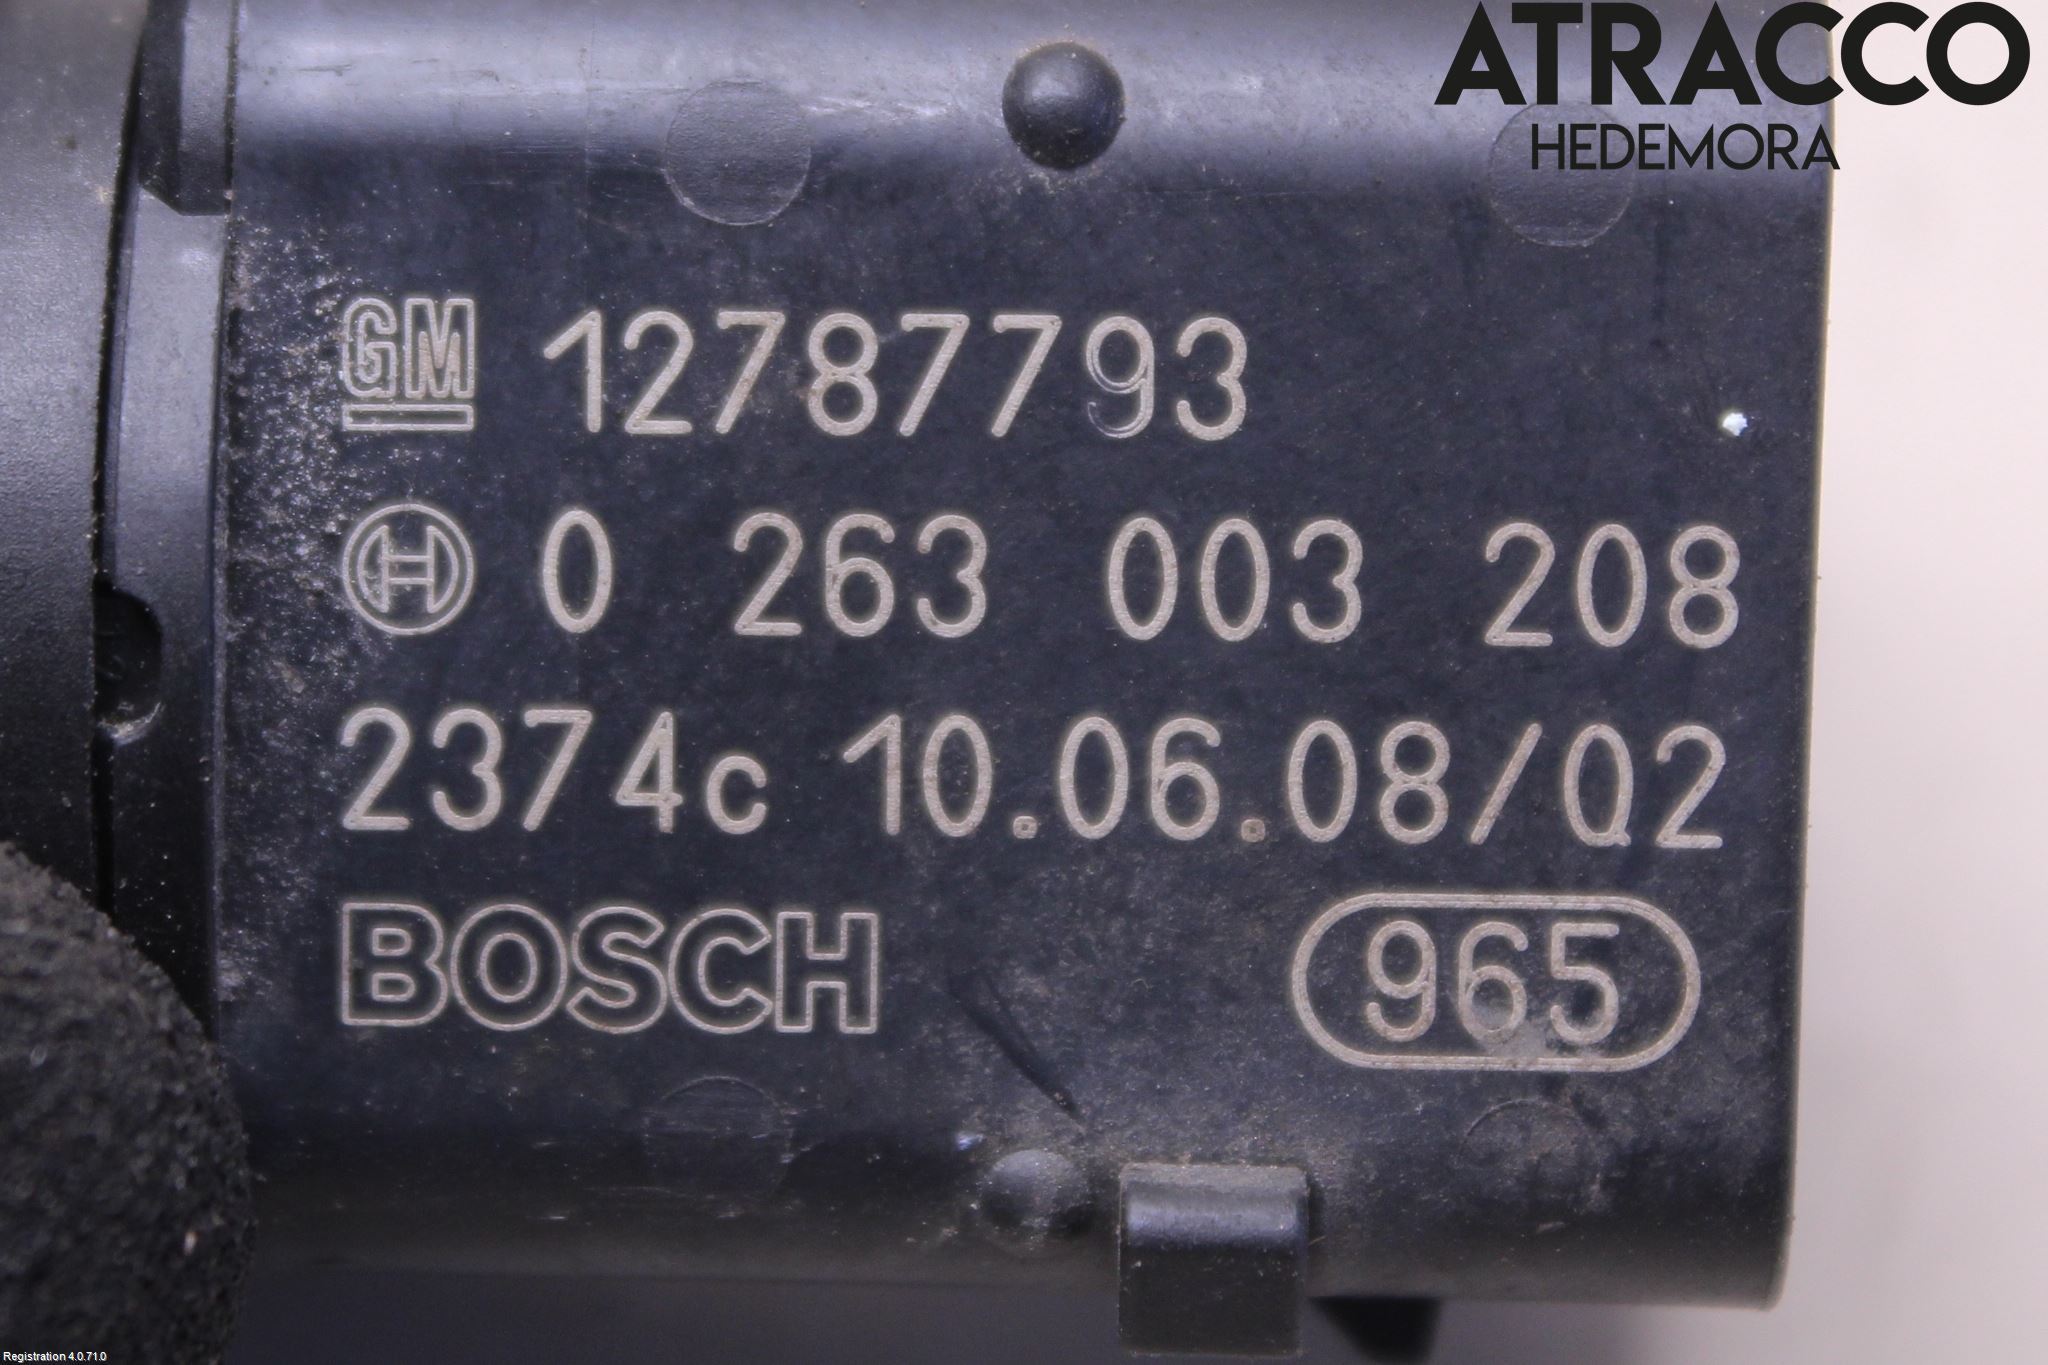 ATRACCO
HEDEMORA
GM 12787793
0 263 003 208
2374c 10.06.08/Q2
BOSCH 965
Registration 4.0.71.0